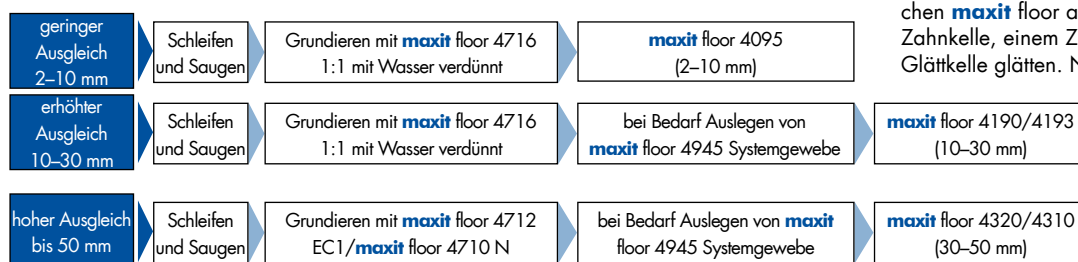 geringer
Ausgleich
2–10 mm
Schleifen
und Saugen
Grundieren mit maxit floor 4716
1:1 mit Wasser verdünnt
maxit floor 4095
(2–10 mm)
chen maxit floor a
Zahnkelle, einem Z
Glättkelle glätten. N
erhöhter
Ausgleich
10–30 mm
Schleifen
und Saugen
Grundieren mit maxit floor 4716
1:1 mit Wasser verdünnt
bei Bedarf Auslegen von
maxit floor 4945 Systemgewebe
maxit floor 4190/4193
(10–30 mm)
hoher Ausgleich
bis 50 mm
Schleifen
und Saugen
Grundieren mit maxit floor 4712
EC1/maxit floor 4710 N
bei Bedarf Auslegen von maxit
floor 4945 Systemgewebe
maxit floor 4320/4310
(30–50 mm)